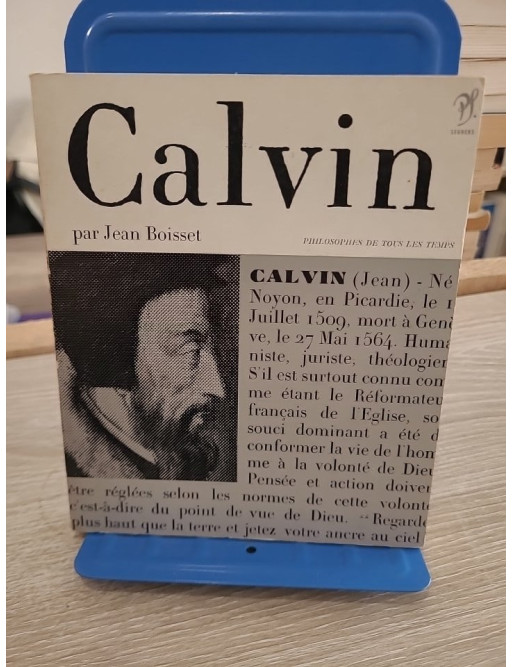 Calvin
SEGHERS
par Jean Boisset
PHILOSOPHES DE TOUS LES TEMPS
CALVIN (Jean) - Né
Noyon, en Picardie, le 1
Juillet 1509, mort à Gen
ve, le 27 Mai 1564. Huma
niste, juriste, théologien
S'il est surtout connu com
me étant le Réformateu
français de l'Eglise, so
souci dominant a été d
conformer la vie de l'hom
me à la volonté de Dieu
Pensée et action doiven
être réglées selon les normes de cette volonté
c'est-à-dire du point de vue de Dieu. "Regarde
plus haut que la terre et jetez votre ancre au ciel